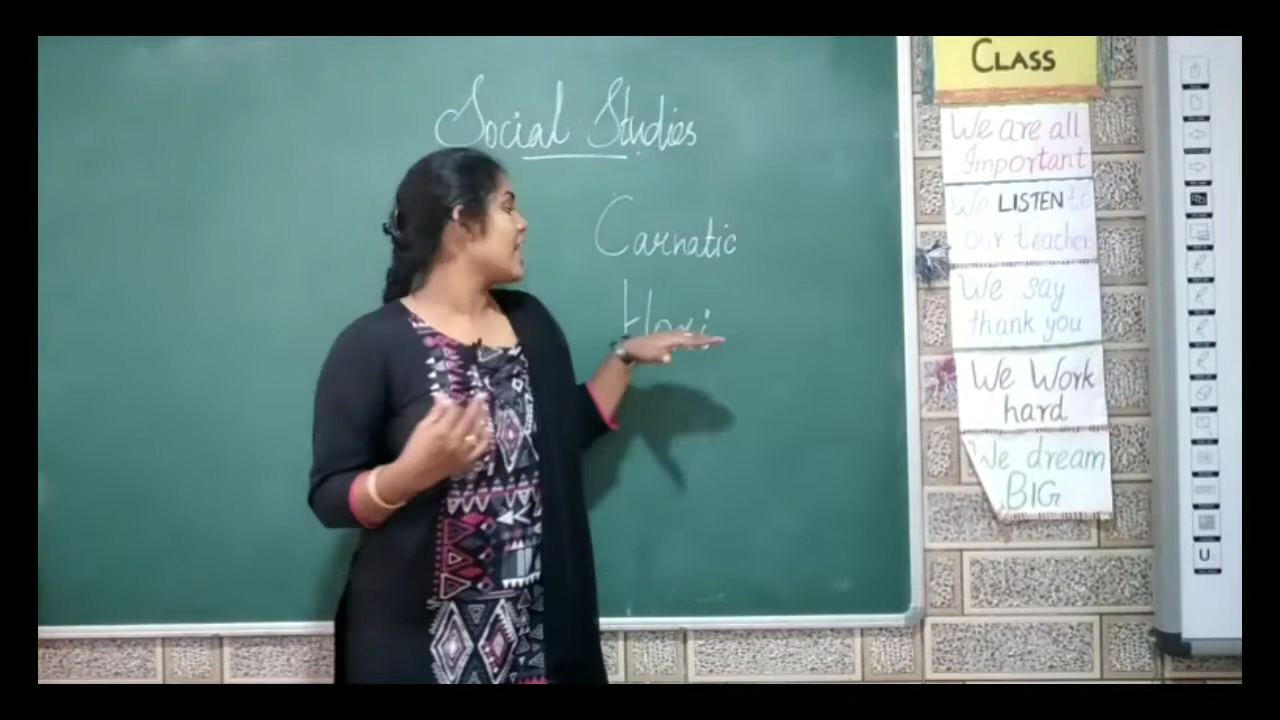 Social Studies
Carnatic
CLASS
We are all
Important
We LISTEN to
our teacher
We say
thank you
We Work
hard
We dream
BIG
U